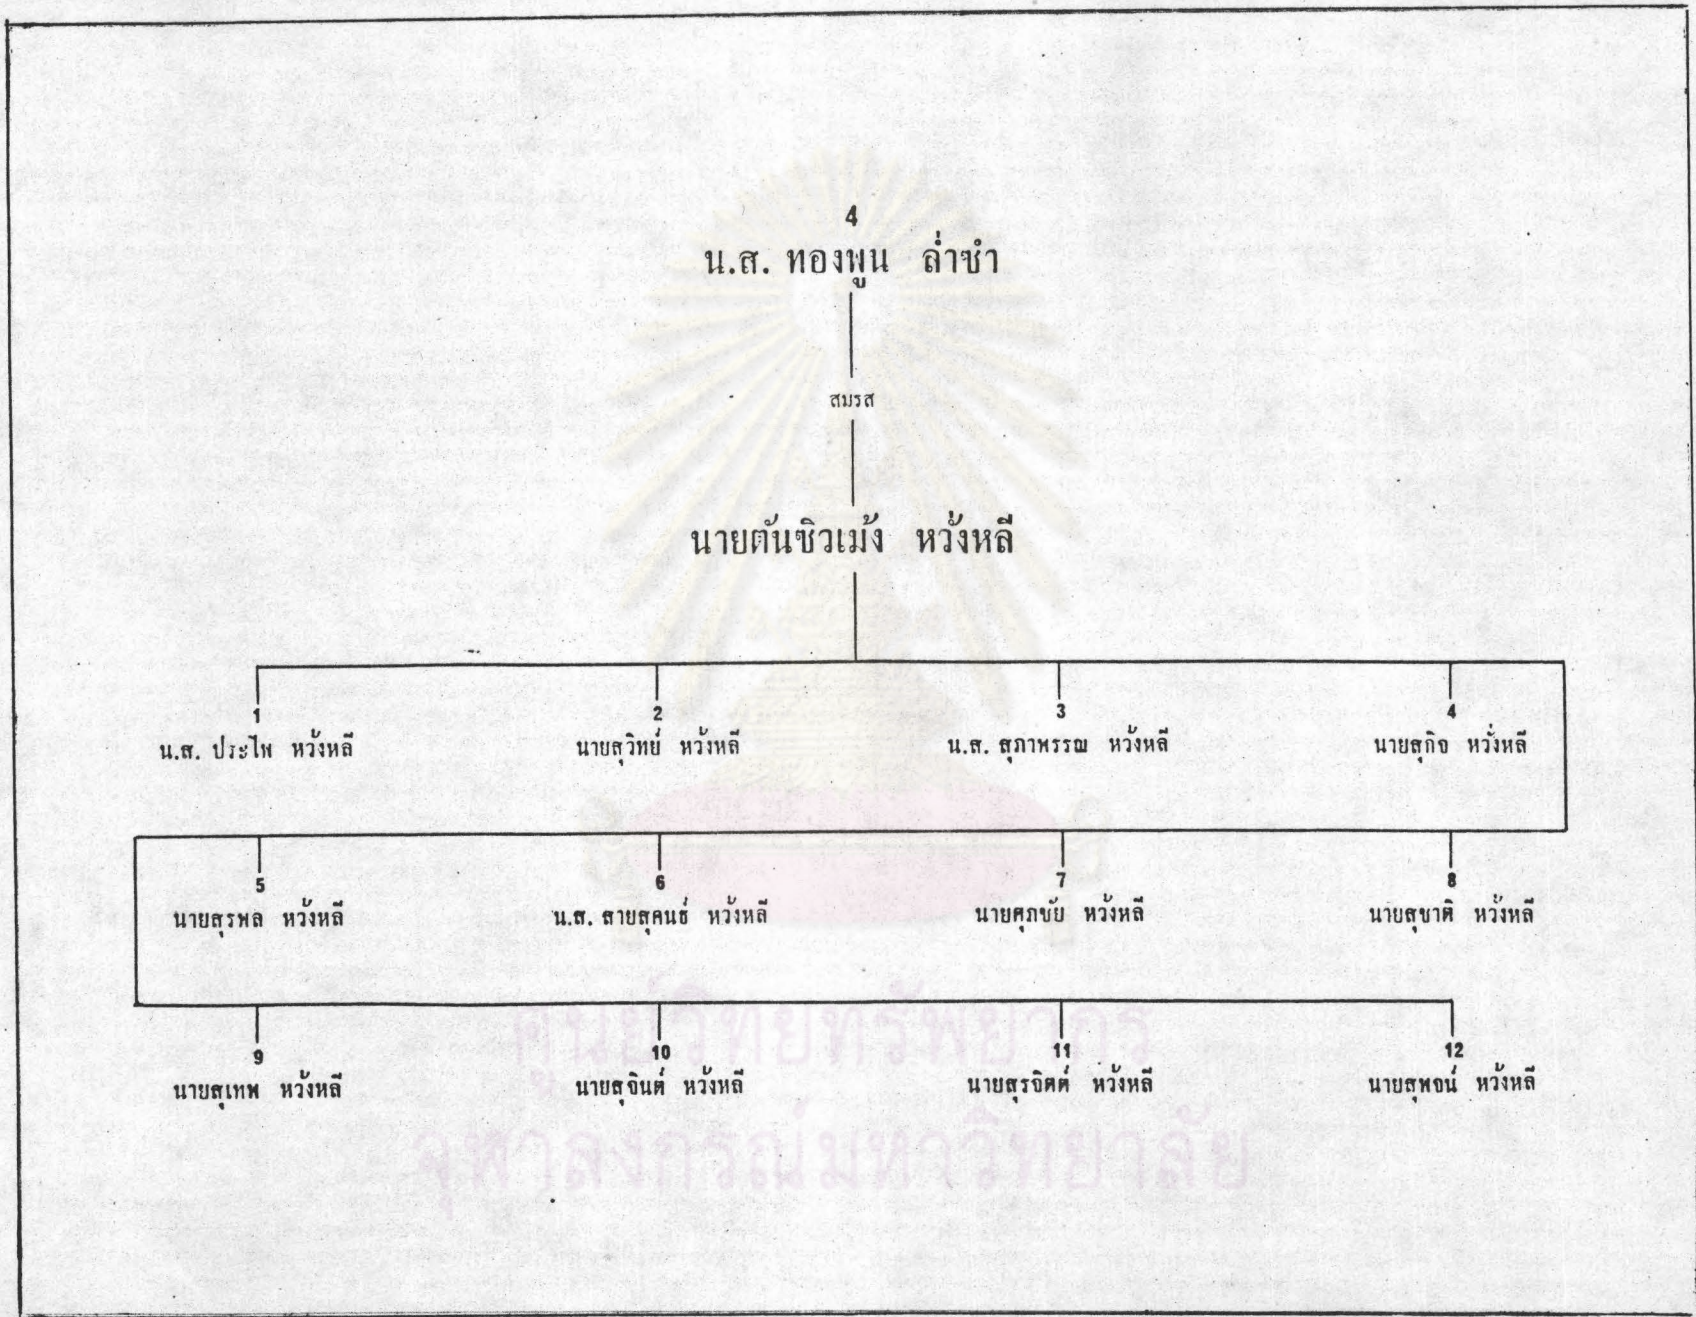 4
น.ส. ทองพูน ล่ำซำ
สมรส
นายตันซิวเม้ง หวั่งหลี
1 2 3 4
น.ส. ประไพ หวั่งหลี นายสุวิทย์ หวั่งหลี น.ส. สุภาพรรณ หวั่งหลี นายสุกิจ หวั่งหลี
5 6 7 8
นายสุรพล หวั่งหลี น.ส. สายสุคนธ์ หวั่งหลี นายศุภชัย หวั่งหลี นายสุชาติ หวั่งหลี
ศูนย์วิทยทรัพยากร
9 10 11 12
นายสุเทพ หวั่งหลี นายสุจินต์ หวั่งหลี นายสุรจิตต์ หวั่งหลี นายสุพจน์ หวั่งหลี
จุฬาลงกรณ์มหาวิทยาลัย